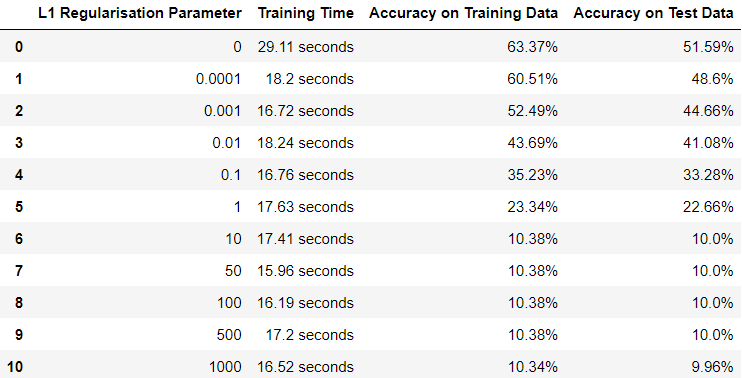 L1 Regularisation Parameter Training Time Accuracy on Training Data Accuracy on Test Data
0 0 29.11 seconds 63.37% 51.59%
1 0.0001 18.2 seconds 60.51% 48.6%
2 0.001 16.72 seconds 52.49% 44.66%
3 0.01 18.24 seconds 43.69% 41.08%
4 0.1 16.76 seconds 35.23% 33.28%
5 1 17.63 seconds 23.34% 22.66%
6 10 17.41 seconds 10.38% 10.0%
7 50 15.96 seconds 10.38% 10.0%
8 100 16.19 seconds 10.38% 10.0%
9 500 17.2 seconds 10.38% 10.0%
10 1000 16.52 seconds 10.34% 9.96%